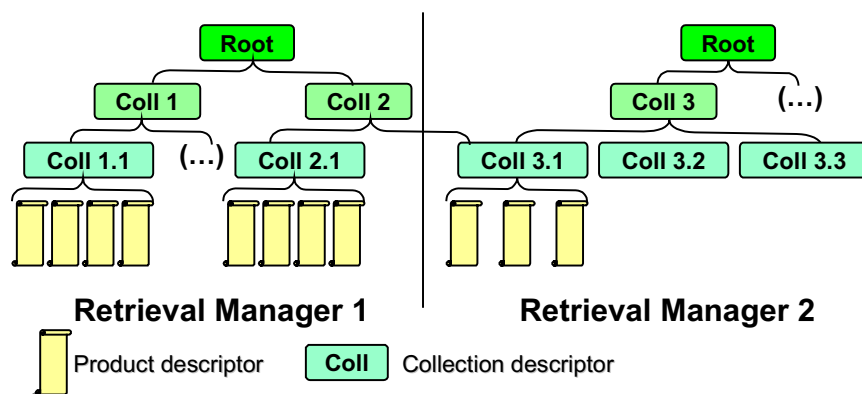 Root
Root
Coll 1
Coll 2
Coll 3
(...)
Coll 1.1
(...)
Coll 2.1
Coll 3.1
Coll 3.2
Coll 3.3
Retrieval Manager 1
Retrieval Manager 2
Product descriptor
Coll
Collection descriptor